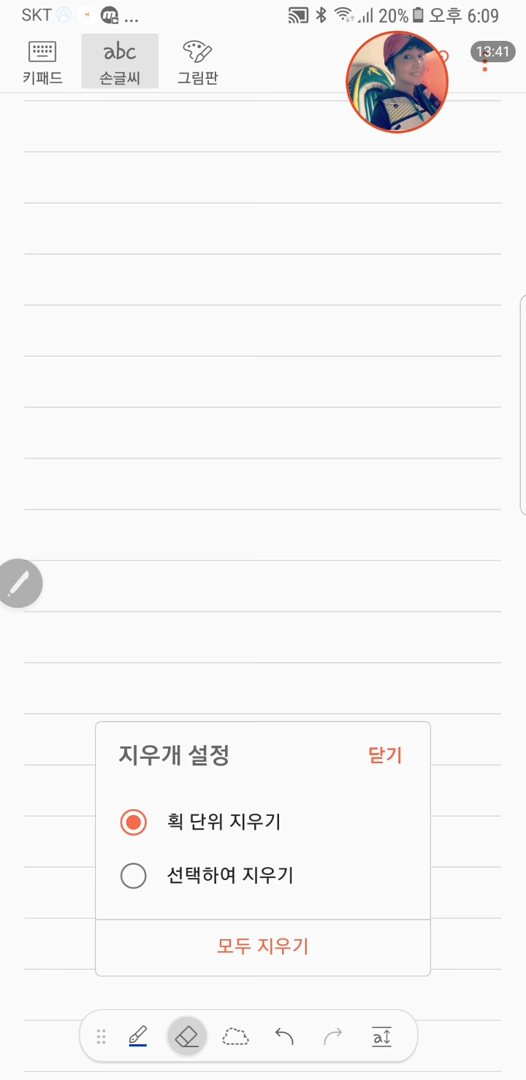 SKT ... 20% 오후 6:09
키패드 abc 손글씨 그림판 13:41
지우개 설정 닫기
획 단위 지우기
선택하여 지우기
모두 지우기
a